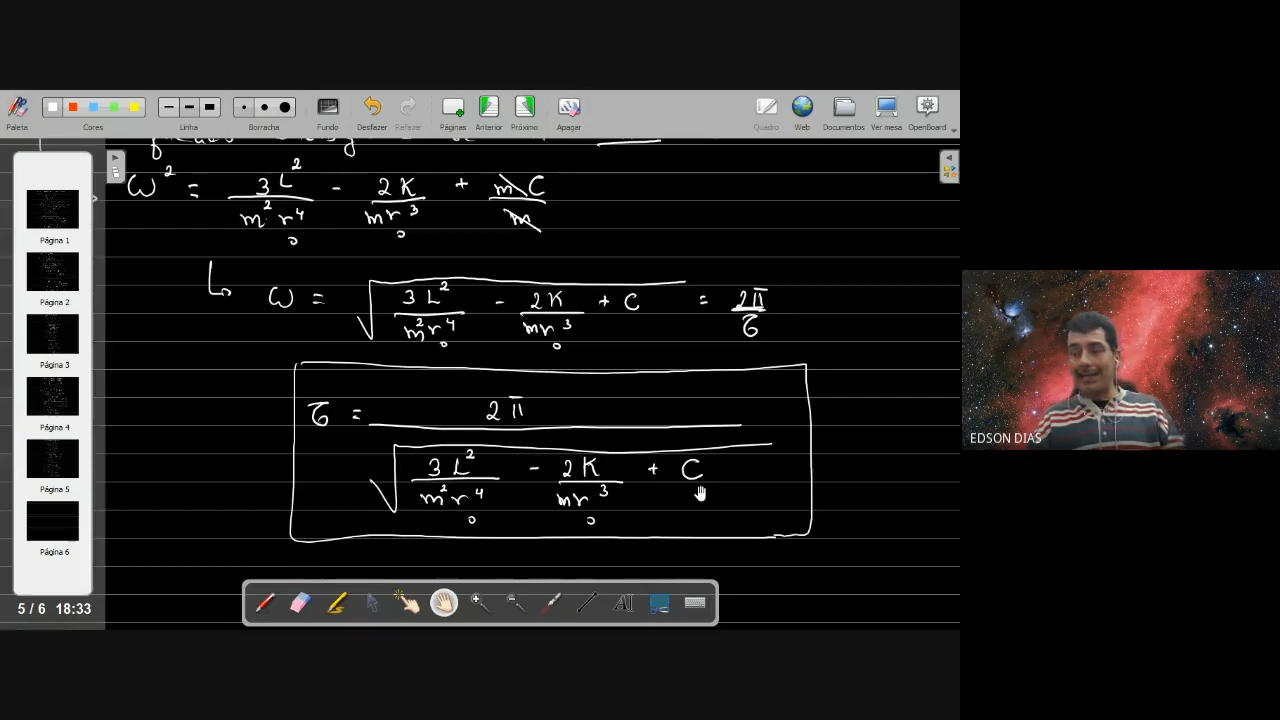 Paleta Cores Linha Borracha Fundo Desfazer Refazer Páginas Anterior Próximo Apagar Quadro Web Documentos Ver mesa OpenBoard
ω² = 3L²/m²r₀⁴ - 2K/mr₀³ + mC/m
↳ ω = √(3L²/m²r₀⁴ - 2K/mr₀³ + C) = 2π/τ
τ = 2π / √(3L²/m²r₀⁴ - 2K/mr₀³ + C)
Página 1
Página 2
Página 3
Página 4
Página 5
Página 6
5 / 6 18:33
AI
EDSON DIAS